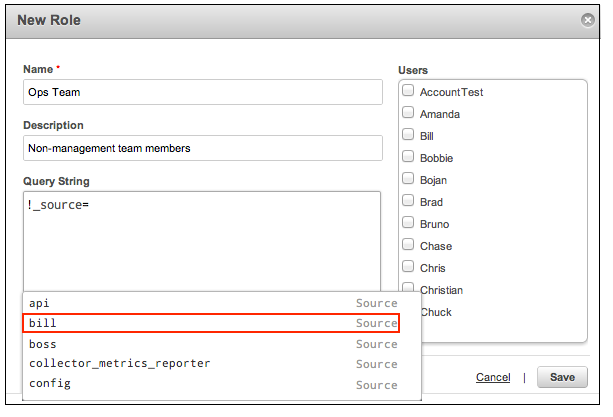 New Role
Name *
Ops Team
Description
Non-management team members
Query String
!_source=
api Source
bill Source
boss Source
collector_metrics_reporter Source
config Source
Users
AccountTest
Amanda
Bill
Bobbie
Bojan
Brad
Bruno
Chase
Chris
Christian
Chuck
Cancel | Save